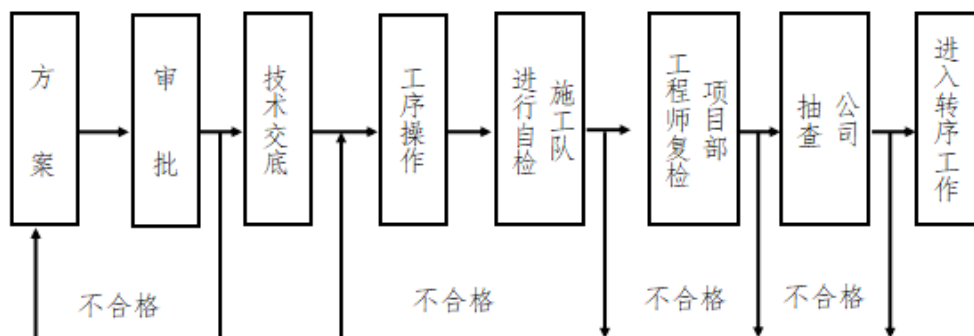 方案
审批
技术交底
工序操作
施工队
进行自检
项目部
工程师复检
公司
抽查
进入转序工作
不合格
不合格
不合格
不合格